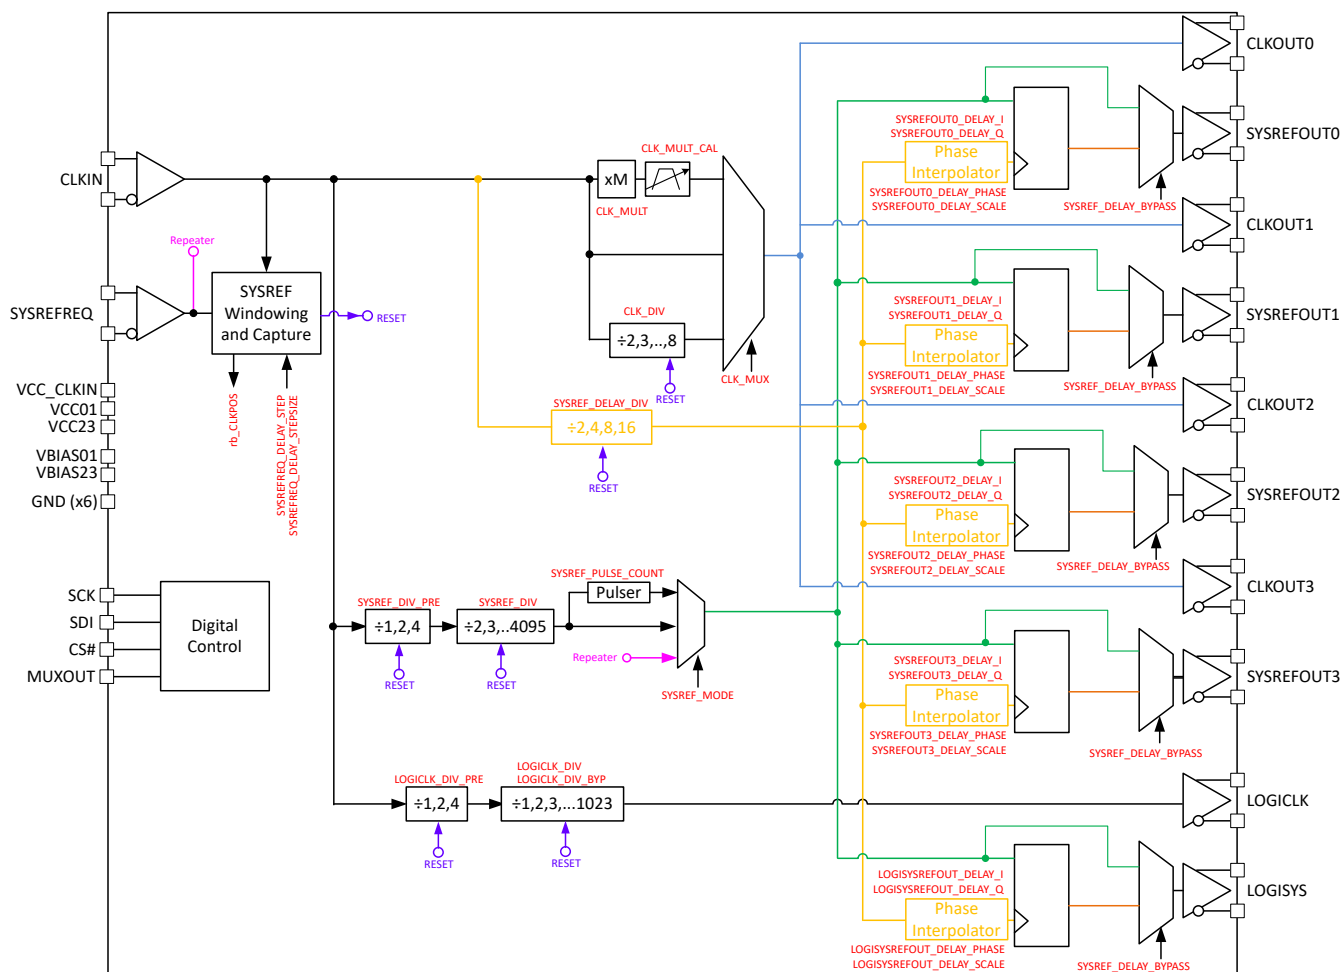 CLKOUT0
SYSREFOUT0_DELAY_I
SYSREFOUT0_DELAY_Q
Phase
Interpolator
SYSREFOUT0_DELAY_PHASE
SYSREFOUT0_DELAY_SCALE
SYSREF_DELAY_BYPASS
SYSREFOUT0
CLKIN
CLK_MULT_CAL
xM
CLK_MULT
CLKOUT1
Repeater
SYSREFREQ
SYSREF
Windowing
and Capture
RESET
CLK_DIV
÷2,3,..,8
RESET
CLK_MUX
SYSREFOUT1_DELAY_I
SYSREFOUT1_DELAY_Q
Phase
Interpolator
SYSREFOUT1_DELAY_PHASE
SYSREFOUT1_DELAY_SCALE
SYSREF_DELAY_BYPASS
SYSREFOUT1
rb_CLKPOS
SYSREFREQ_DELAY_STEP
SYSREFREQ_DELAY_STEPSIZE
VCC_CLKIN
VCC01
VCC23
VBIAS01
VBIAS23
GND (x6)
SYSREF_DELAY_DIV
÷2,4,8,16
RESET
CLKOUT2
SYSREFOUT2_DELAY_I
SYSREFOUT2_DELAY_Q
Phase
Interpolator
SYSREFOUT2_DELAY_PHASE
SYSREFOUT2_DELAY_SCALE
SYSREF_DELAY_BYPASS
SYSREFOUT2
CLKOUT3
SCK
SDI
CS#
MUXOUT
Digital
Control
SYSREF_DIV_PRE
÷1,2,4
RESET
SYSREF_DIV
÷2,3,..4095
RESET
SYSREF_PULSE_COUNT
Pulser
Repeater
SYSREF_MODE
SYSREFOUT3_DELAY_I
SYSREFOUT3_DELAY_Q
Phase
Interpolator
SYSREFOUT3_DELAY_PHASE
SYSREFOUT3_DELAY_SCALE
SYSREF_DELAY_BYPASS
SYSREFOUT3
LOGICLK_DIV_PRE
÷1,2,4
RESET
LOGICLK_DIV
LOGICLK_DIV_BYP
÷1,2,3,...1023
RESET
LOGICLK
LOGISYSREFOUT_DELAY_I
LOGISYSREFOUT_DELAY_Q
Phase
Interpolator
LOGISYSREFOUT_DELAY_PHASE
LOGISYSREFOUT_DELAY_SCALE
SYSREF_DELAY_BYPASS
LOGISYS